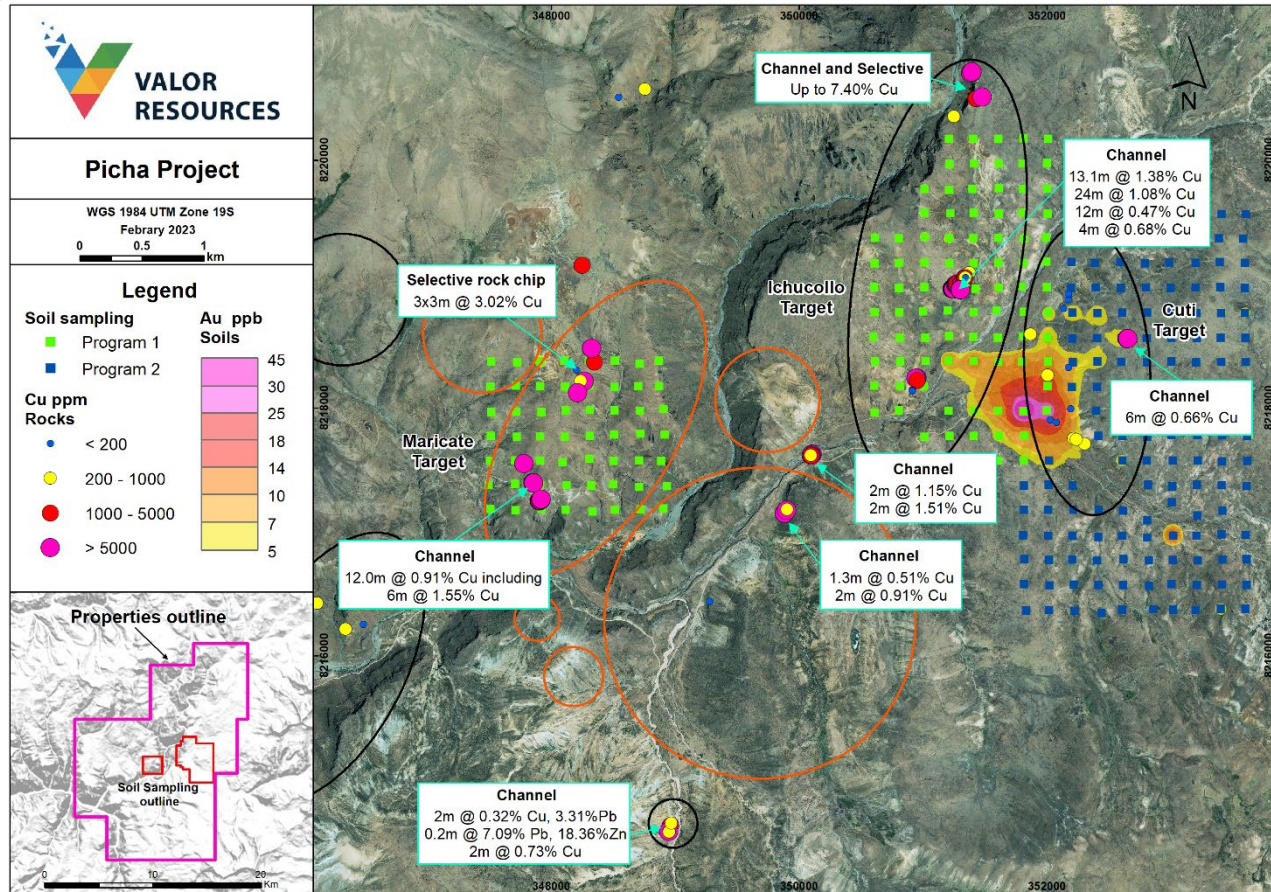 VALOR
RESOURCES
Picha Project
WGS 1984 UTM Zone 19S
Febrary 2023
0 0.5 1
km
Legend
Soil sampling
Program 1
Program 2
Cu ppm
Rocks
< 200
200 - 1000
1000 - 5000
> 5000
Au ppb
Soils
45
30
25
18
14
10
7
5
Properties outline
Soil Sampling
outline
0 10 20
Km
348000
350000
352000
N
8220000
8220000
8218000
8218000
8216000
8216000
348000
350000
352000
Channel and Selective
Up to 7.40% Cu
Channel
13.1m @ 1.38% Cu
24m @ 1.08% Cu
12m @ 0.47% Cu
4m @ 0.68% Cu
Selective rock chip
3x3m @ 3.02% Cu
Ichucollo
Target
Cuti
Target
Maricate
Target
Channel
6m @ 0.66% Cu
Channel
2m @ 1.15% Cu
2m @ 1.51% Cu
Channel
12.0m @ 0.91% Cu including
6m @ 1.55% Cu
Channel
1.3m @ 0.51% Cu
2m @ 0.91% Cu
Channel
2m @ 0.32% Cu, 3.31%Pb
0.2m @ 7.09% Pb, 18.36%Zn
2m @ 0.73% Cu